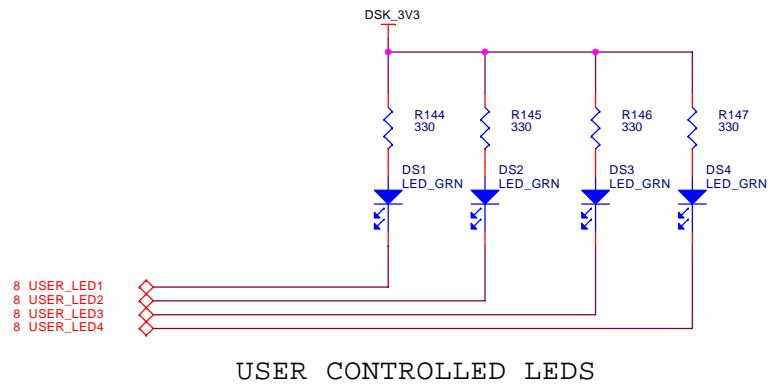 DSK_3V3
R144
330
R145
330
R146
330
R147
330
DS1
LED_GRN
DS2
LED_GRN
DS3
LED_GRN
DS4
LED_GRN
8 USER_LED1
8 USER_LED2
8 USER_LED3
8 USER_LED4
USER CONTROLLED LEDS